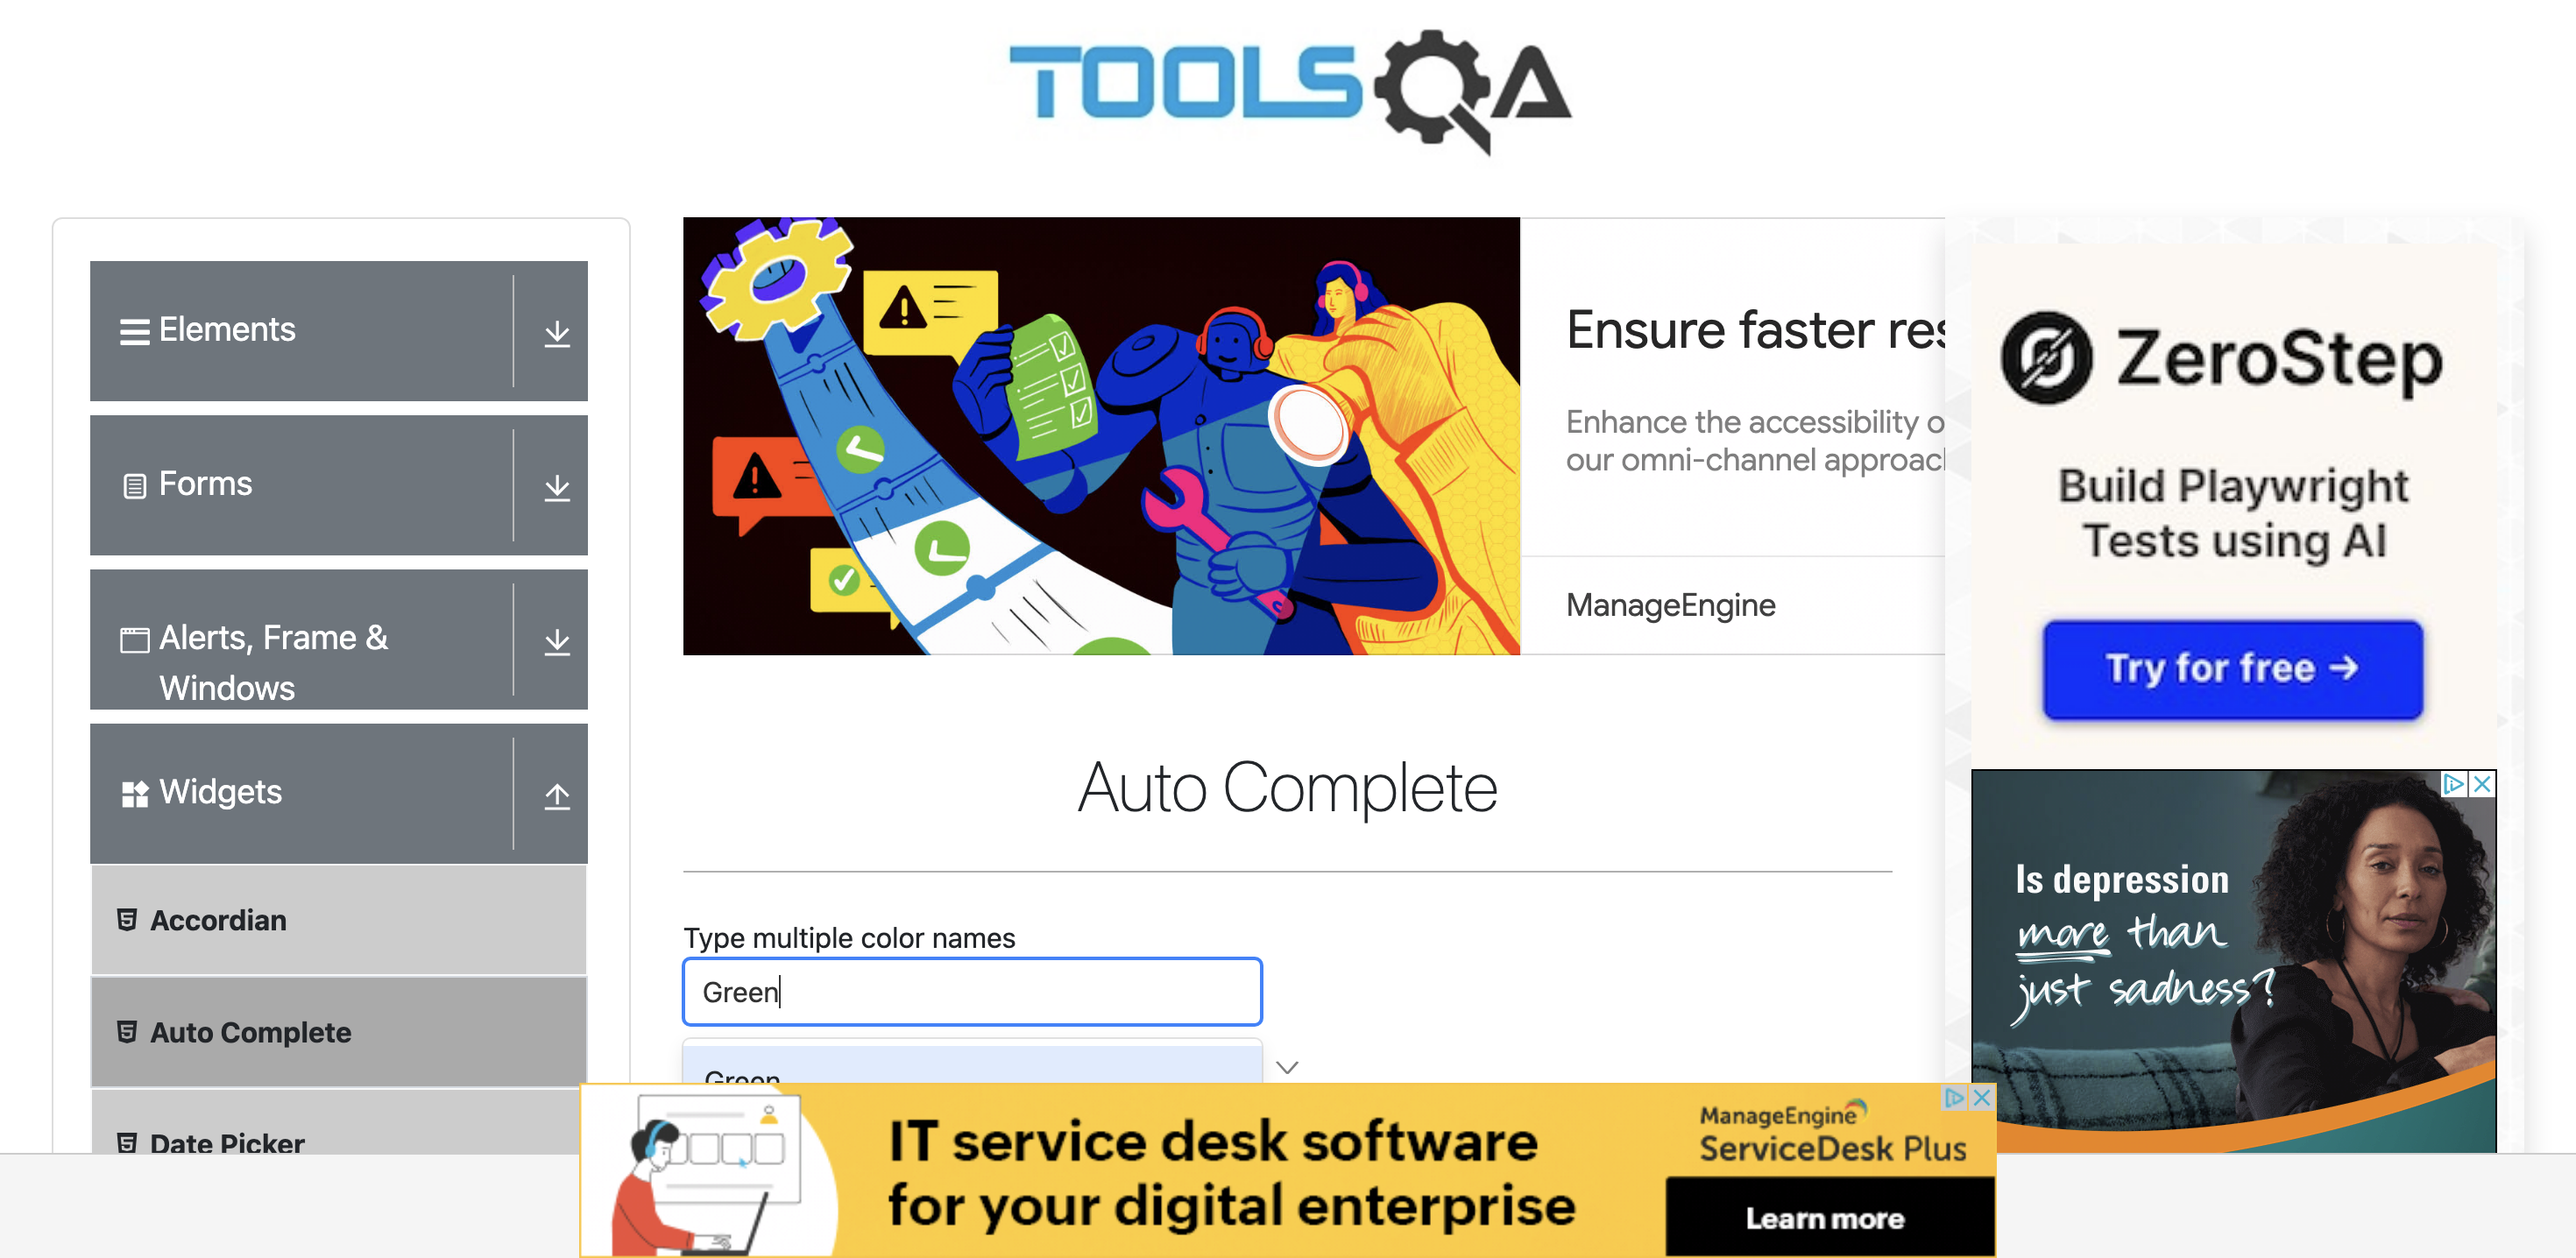 TOOLSQA
Elements
Forms
Alerts, Frame &
Windows
Widgets
Accordian
Auto Complete
Date Picker
Ensure faster res
Enhance the accessibility o
our omni-channel approac
ManageEngine
Auto Complete
Type multiple color names
Green
Green
ZeroStep
Build Playwright
Tests using AI
Try for free →
Is depression
more than
just sadness?
IT service desk software
for your digital enterprise
ManageEngine
ServiceDesk Plus
Learn more